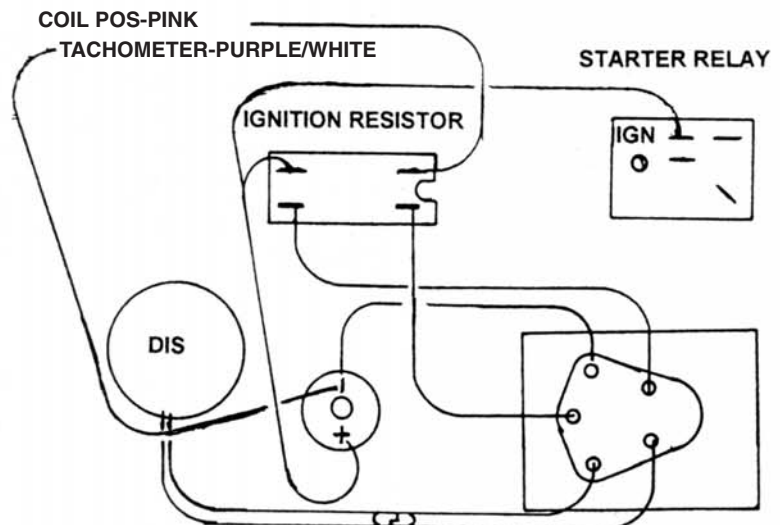 COIL POS-PINK
TACHOMETER-PURPLE/WHITE
STARTER RELAY
IGNITION RESISTOR
IGN
DIS
-
+